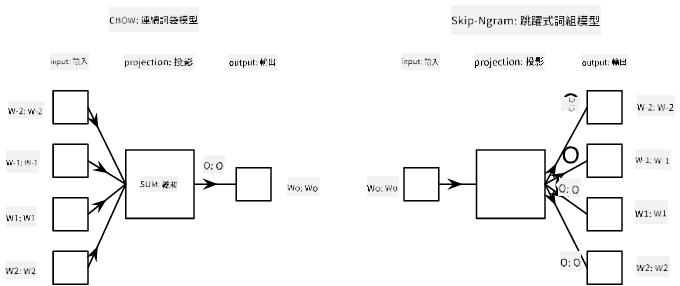 CBOW: 連續詞袋模型
input: 輸入
projection: 投影
output: 輸出
W-2: W-2
W-1: W-1
W1: W1
W2: W2
SUM: 總和
O: O
Wo: Wo
Skip-Ngram: 跳躍式詞組模型
input: 輸入
projection: 投影
output: 輸出
Wo: Wo
O
O: O
O: O
W-2: W-2
W-1: W-1
W1: W1
W2: W2